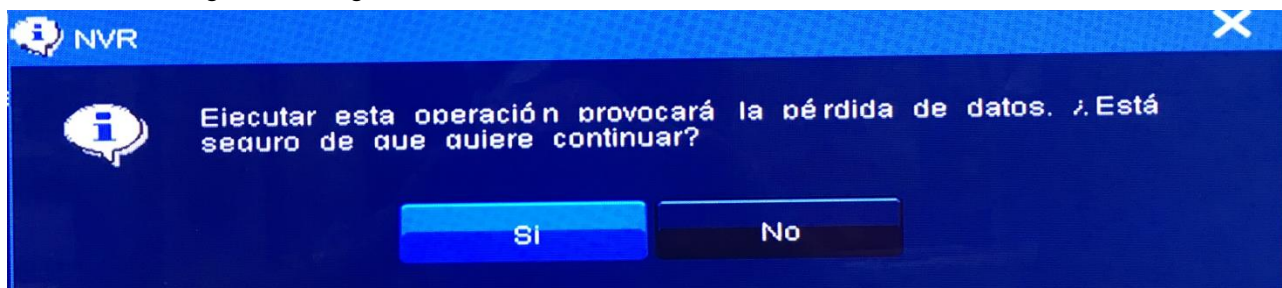 NVR
Ejecutar esta operación provocará la pérdida de datos. ¿Está
seguro de que quiere continuar?
Si No